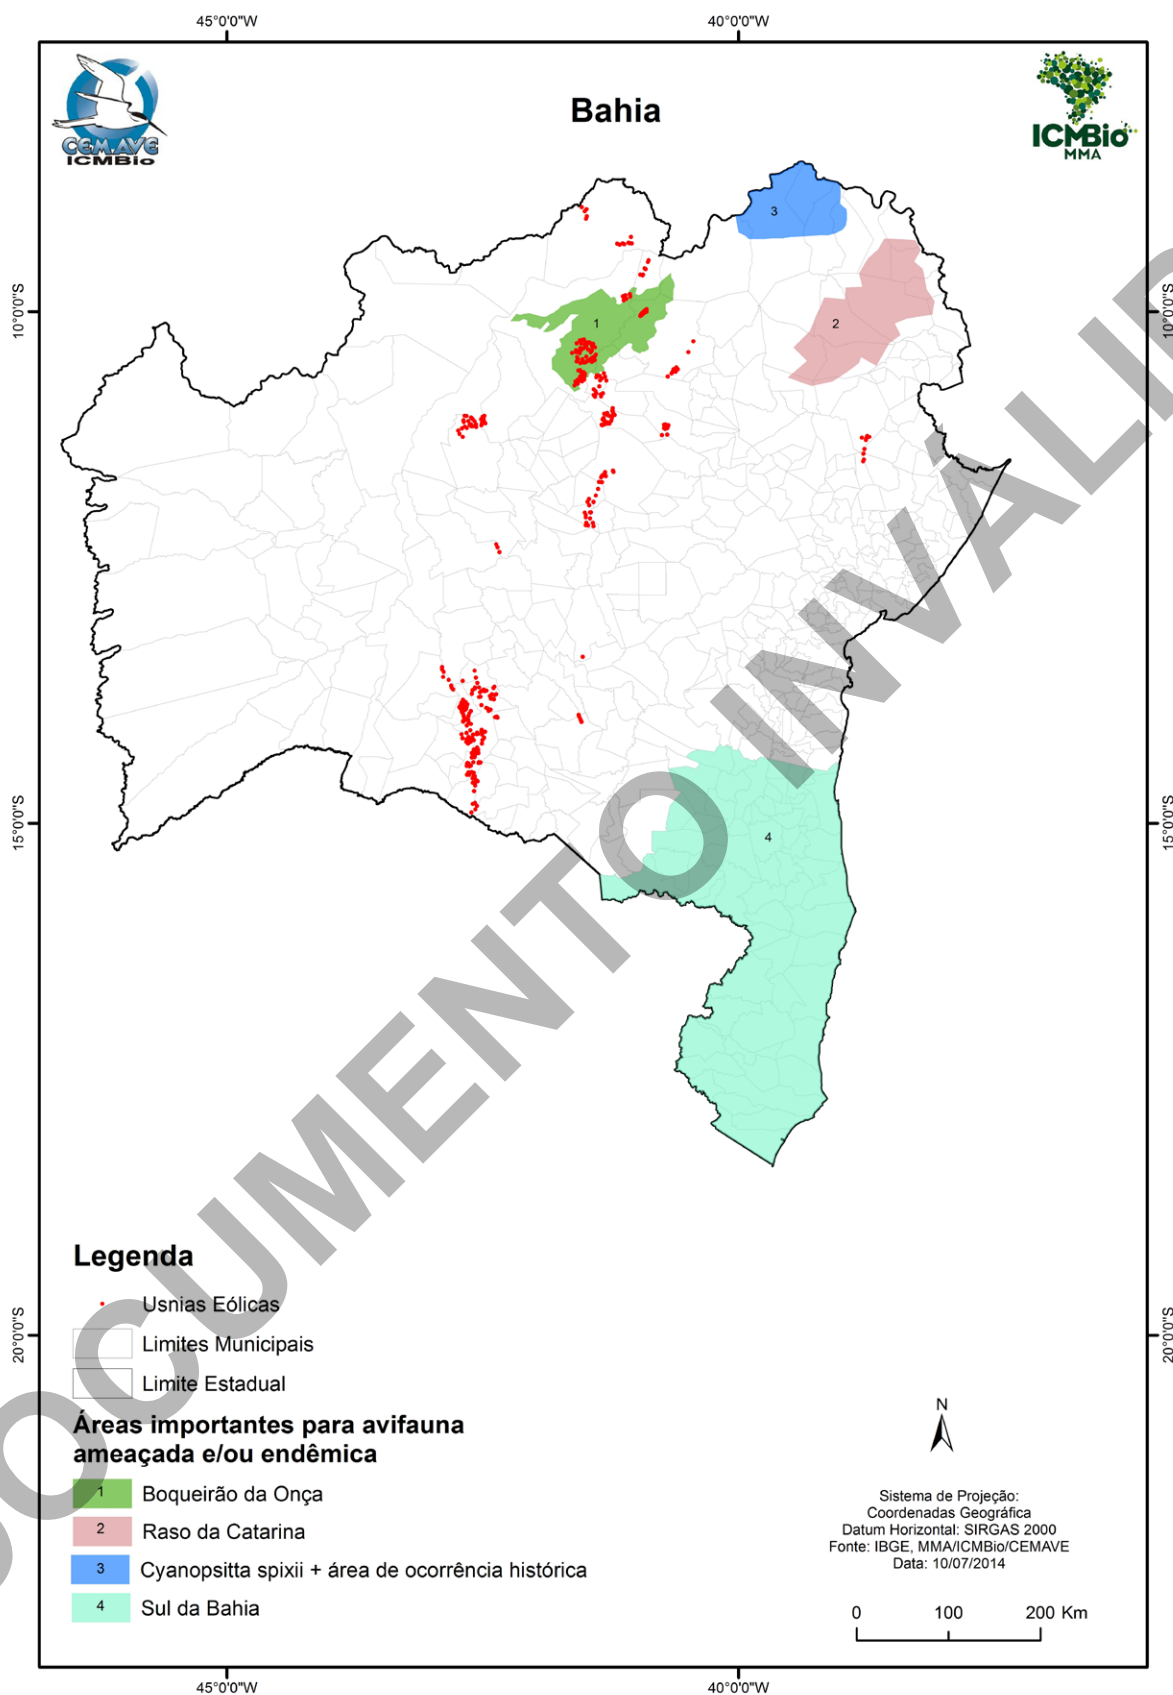 45°0'0"W
40°0'0"W
CEMAVE
ICMBio
Bahia
ICMBio
MMA
10°0'0"S
10°0'0"S
15°0'0"S
15°0'0"S
20°0'0"S
20°0'0"S
3
1
2
4
Legenda
Usnias Eólicas
Limites Municipais
Limite Estadual
Áreas importantes para avifauna
ameaçada e/ou endêmica
1 Boqueirão da Onça
2 Raso da Catarina
3 Cyanopsitta spixii + área de ocorrência histórica
4 Sul da Bahia
N
Sistema de Projeção:
Coordenadas Geográfica
Datum Horizontal: SIRGAS 2000
Fonte: IBGE, MMA/ICMBio/CEMAVE
Data: 10/07/2014
0 100 200 Km
45°0'0"W
40°0'0"W
DOCUMENTO INVÁLID